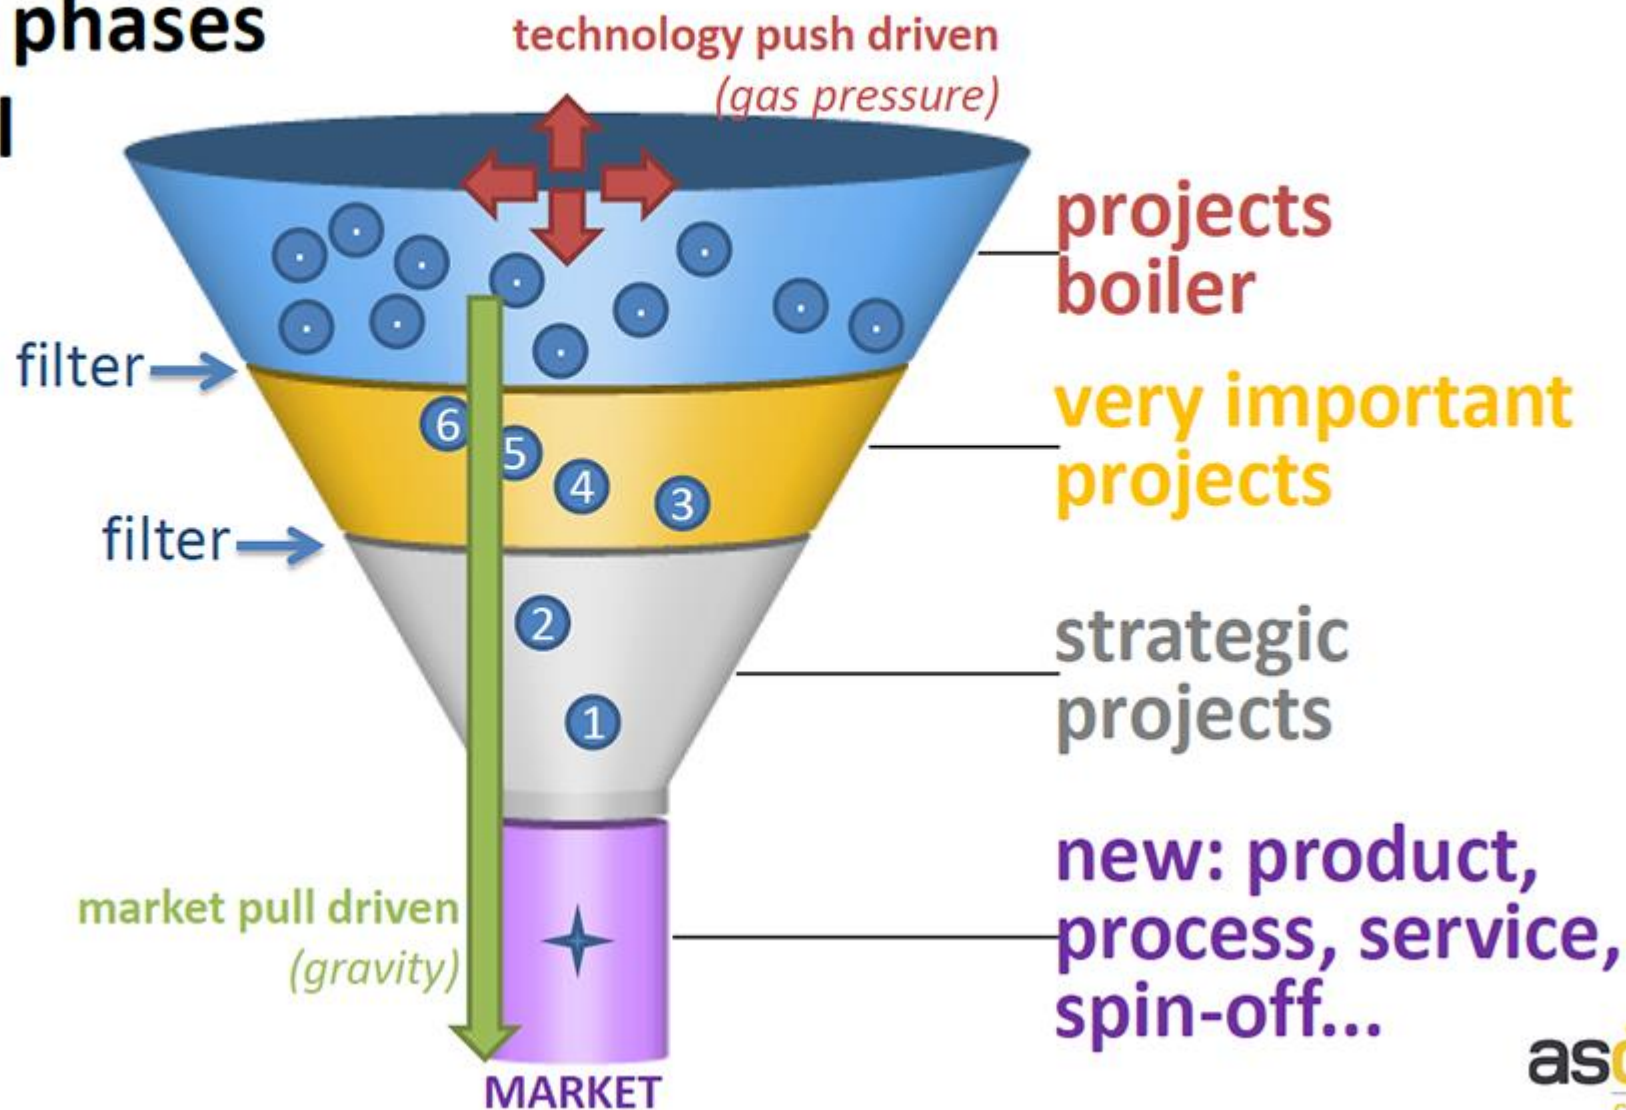 phases
l
technology push driven
(gas pressure)
projects
boiler
filter
very important
projects
6
5
4
3
filter
strategic
projects
2
1
new: product,
process, service,
spin-off...
market pull driven
(gravity)
MARKET
as